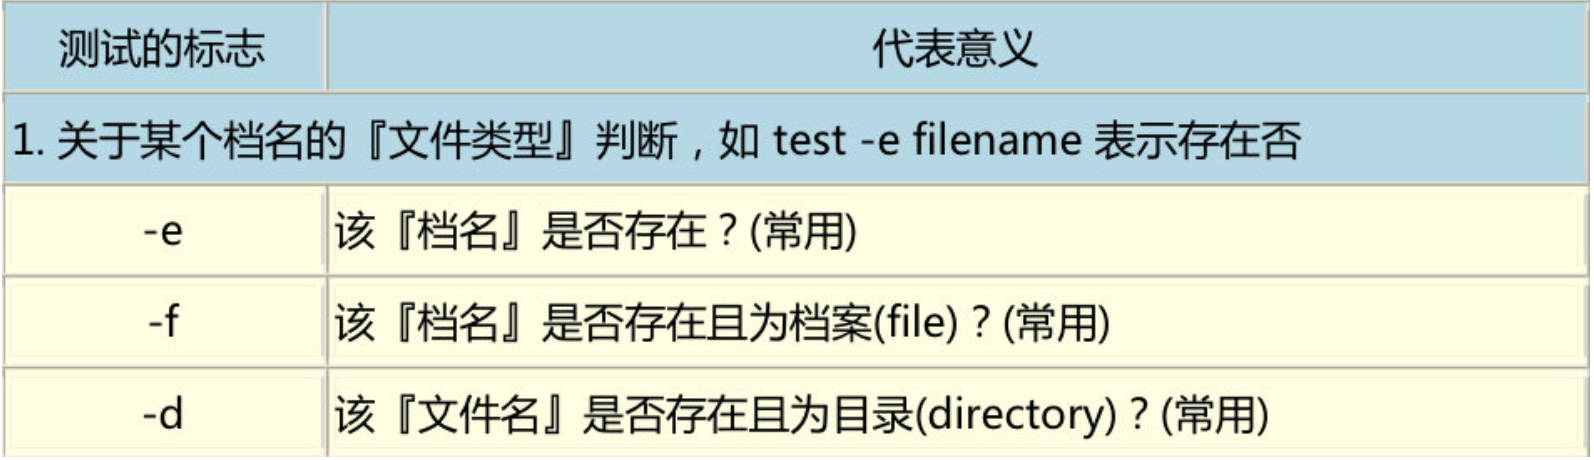 测试的标志 代表意义
1. 关于某个档名的『文件类型』判断，如 test -e filename 表示存在否
-e 该『档名』是否存在？(常用)
-f 该『档名』是否存在且为档案(file)？(常用)
-d 该『文件名』是否存在且为目录(directory)？(常用)